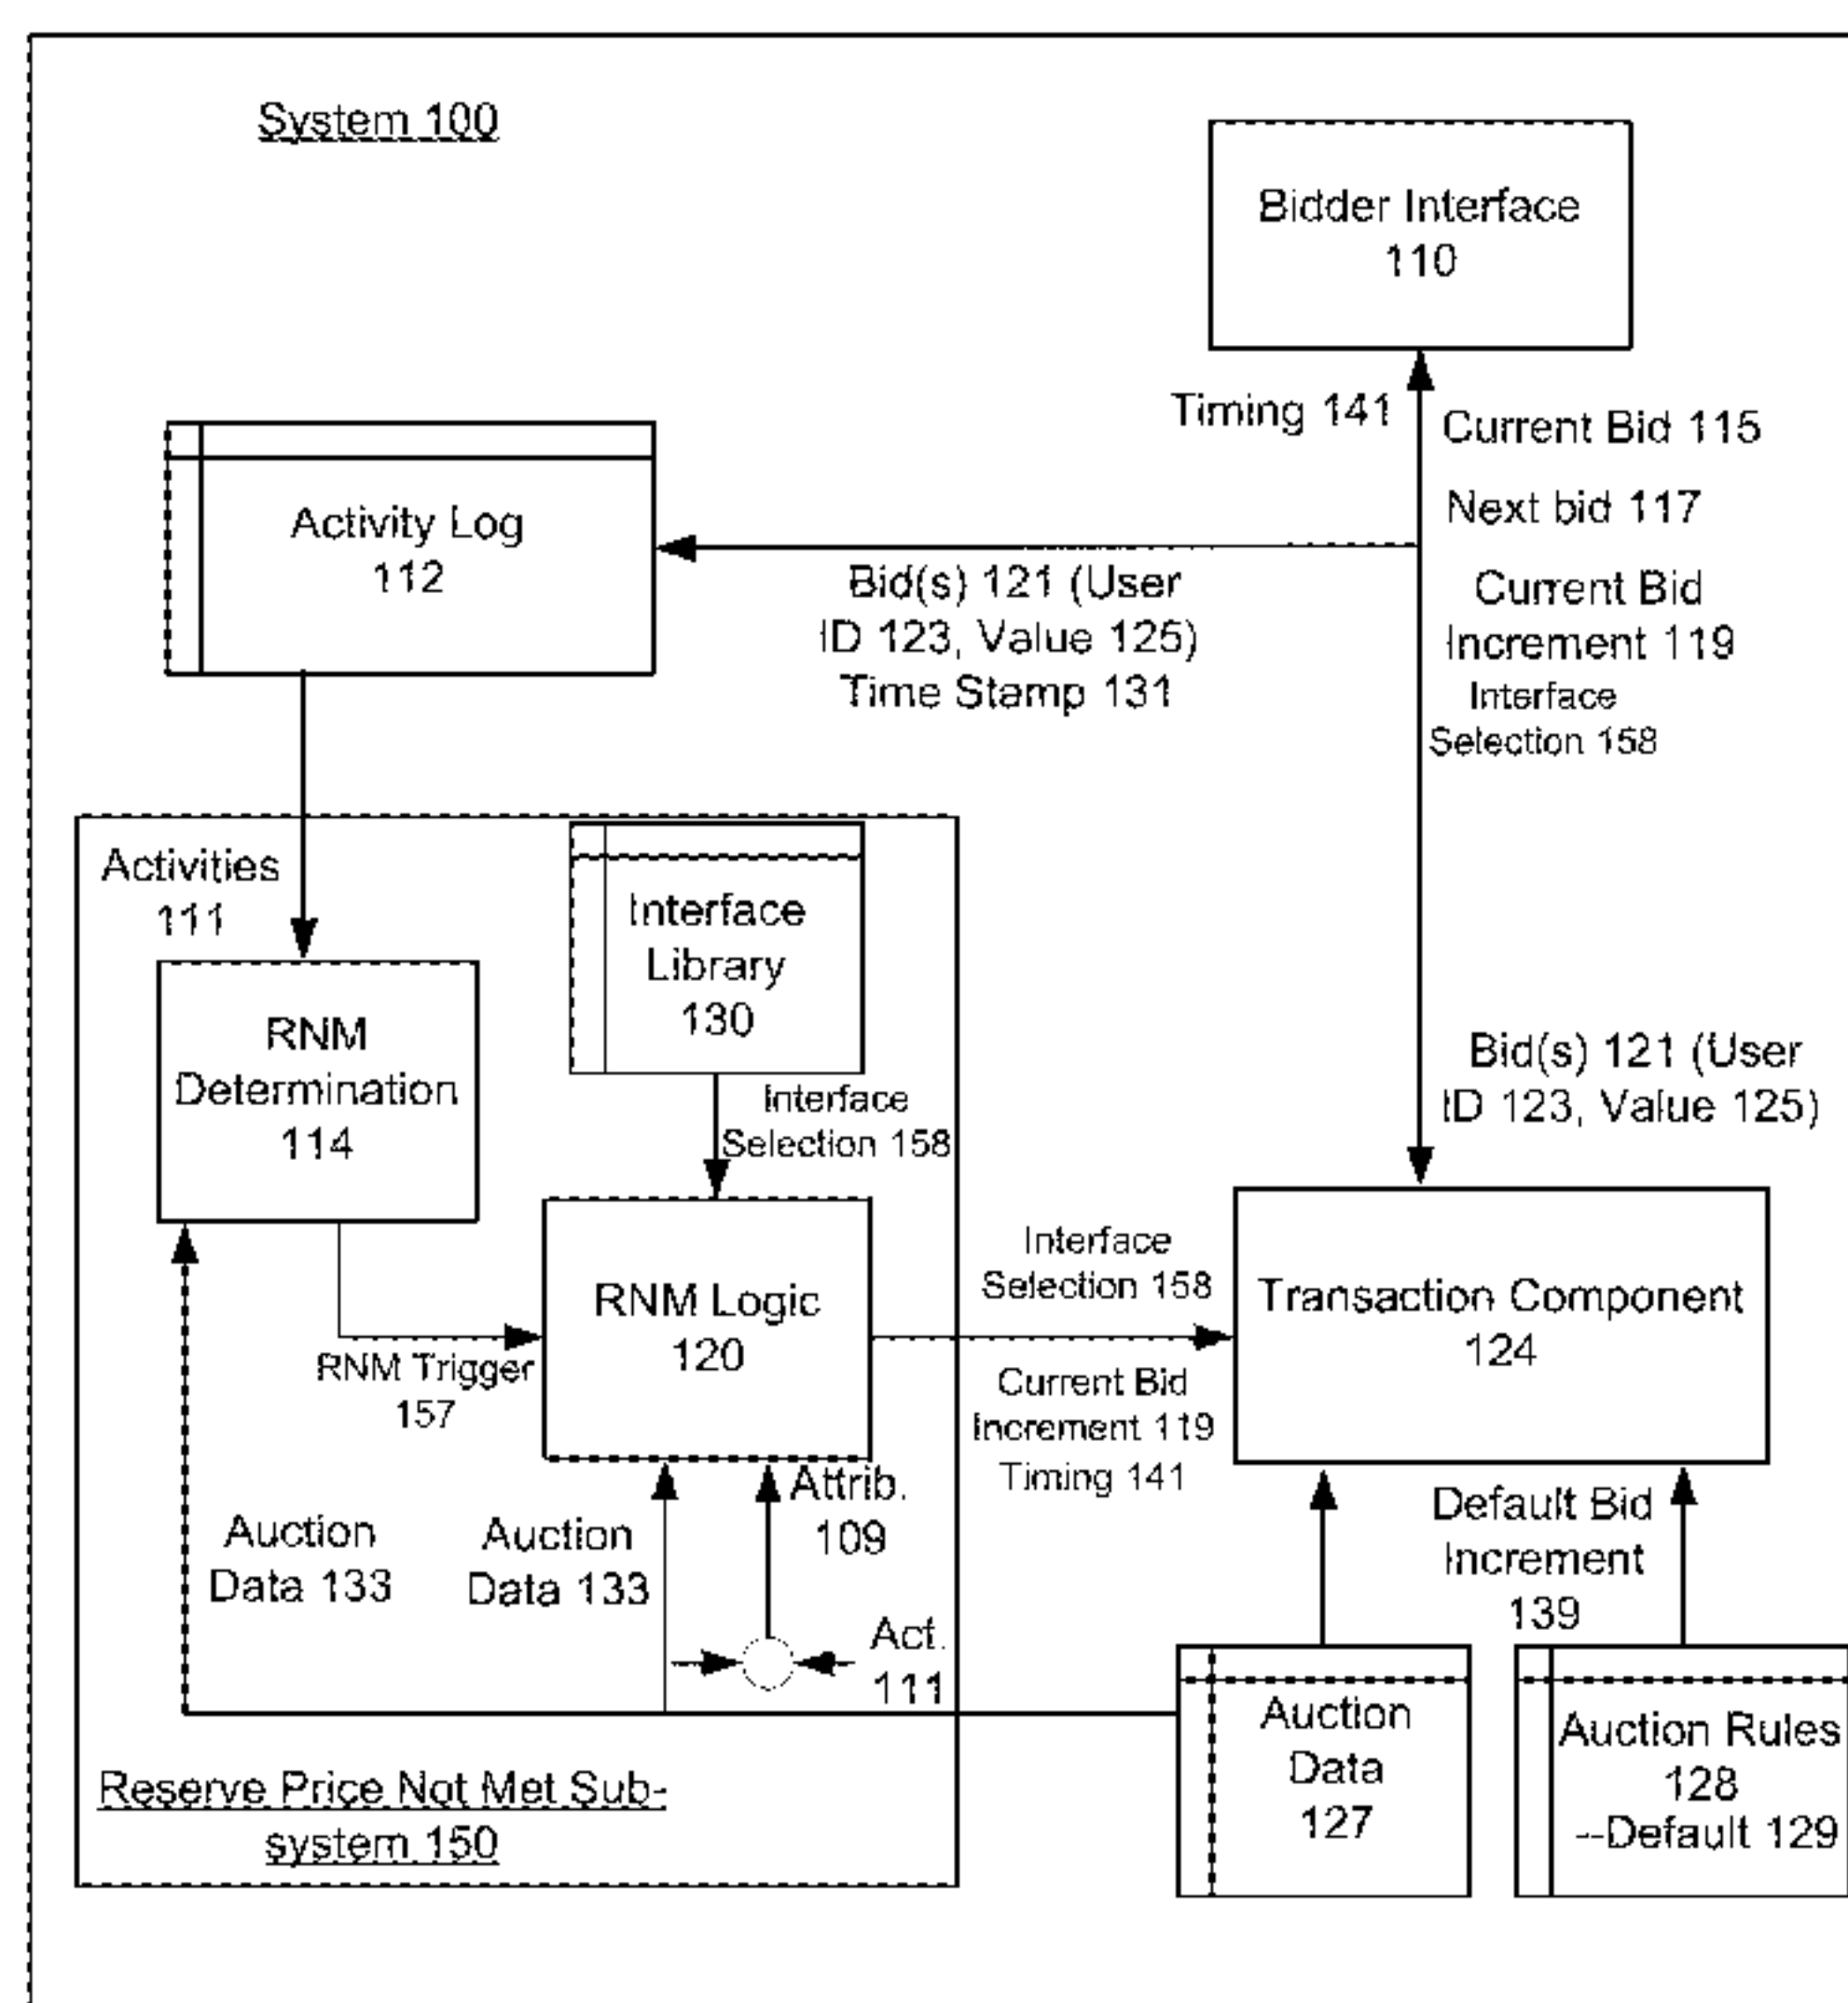 System 100
Bidder Interface
110
Timing 141
Current Bid 115
Next bid 117
Current Bid
Increment 119
Interface
Selection 158
Activity Log
112
Bid(s) 121 (User
ID 123, Value 125)
Time Stamp 131
Activities
111
Interface
Library
130
RNM
Determination
114
Interface
Selection 158
Bid(s) 121 (User
ID 123, Value 125)
RNM Logic
120
RNM Trigger
157
Interface
Selection 158
Current Bid
Increment 119
Timing 141
Transaction Component
124
Attrib.
109
Auction
Data 133
Auction
Data 133
Act.
111
Default Bid
Increment
139
Auction
Data
127
Auction Rules
128
--Default 129
Reserve Price Not Met Sub-
system 150